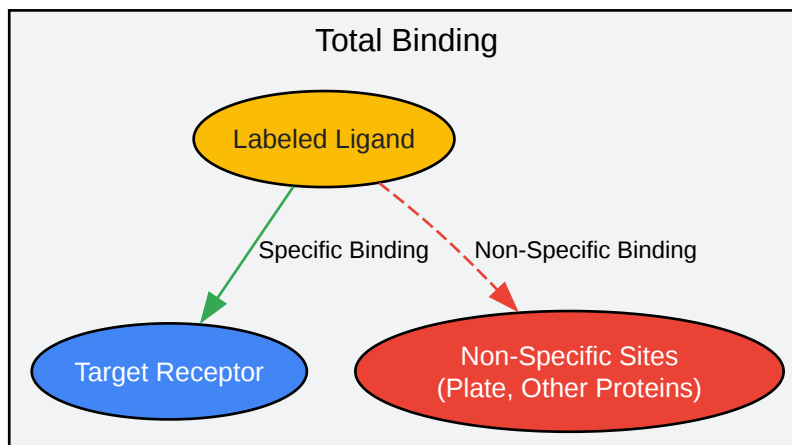 Total Binding
Labeled Ligand
Specific Binding
Non-Specific Binding
Target Receptor
Non-Specific Sites
(Plate, Other Proteins)